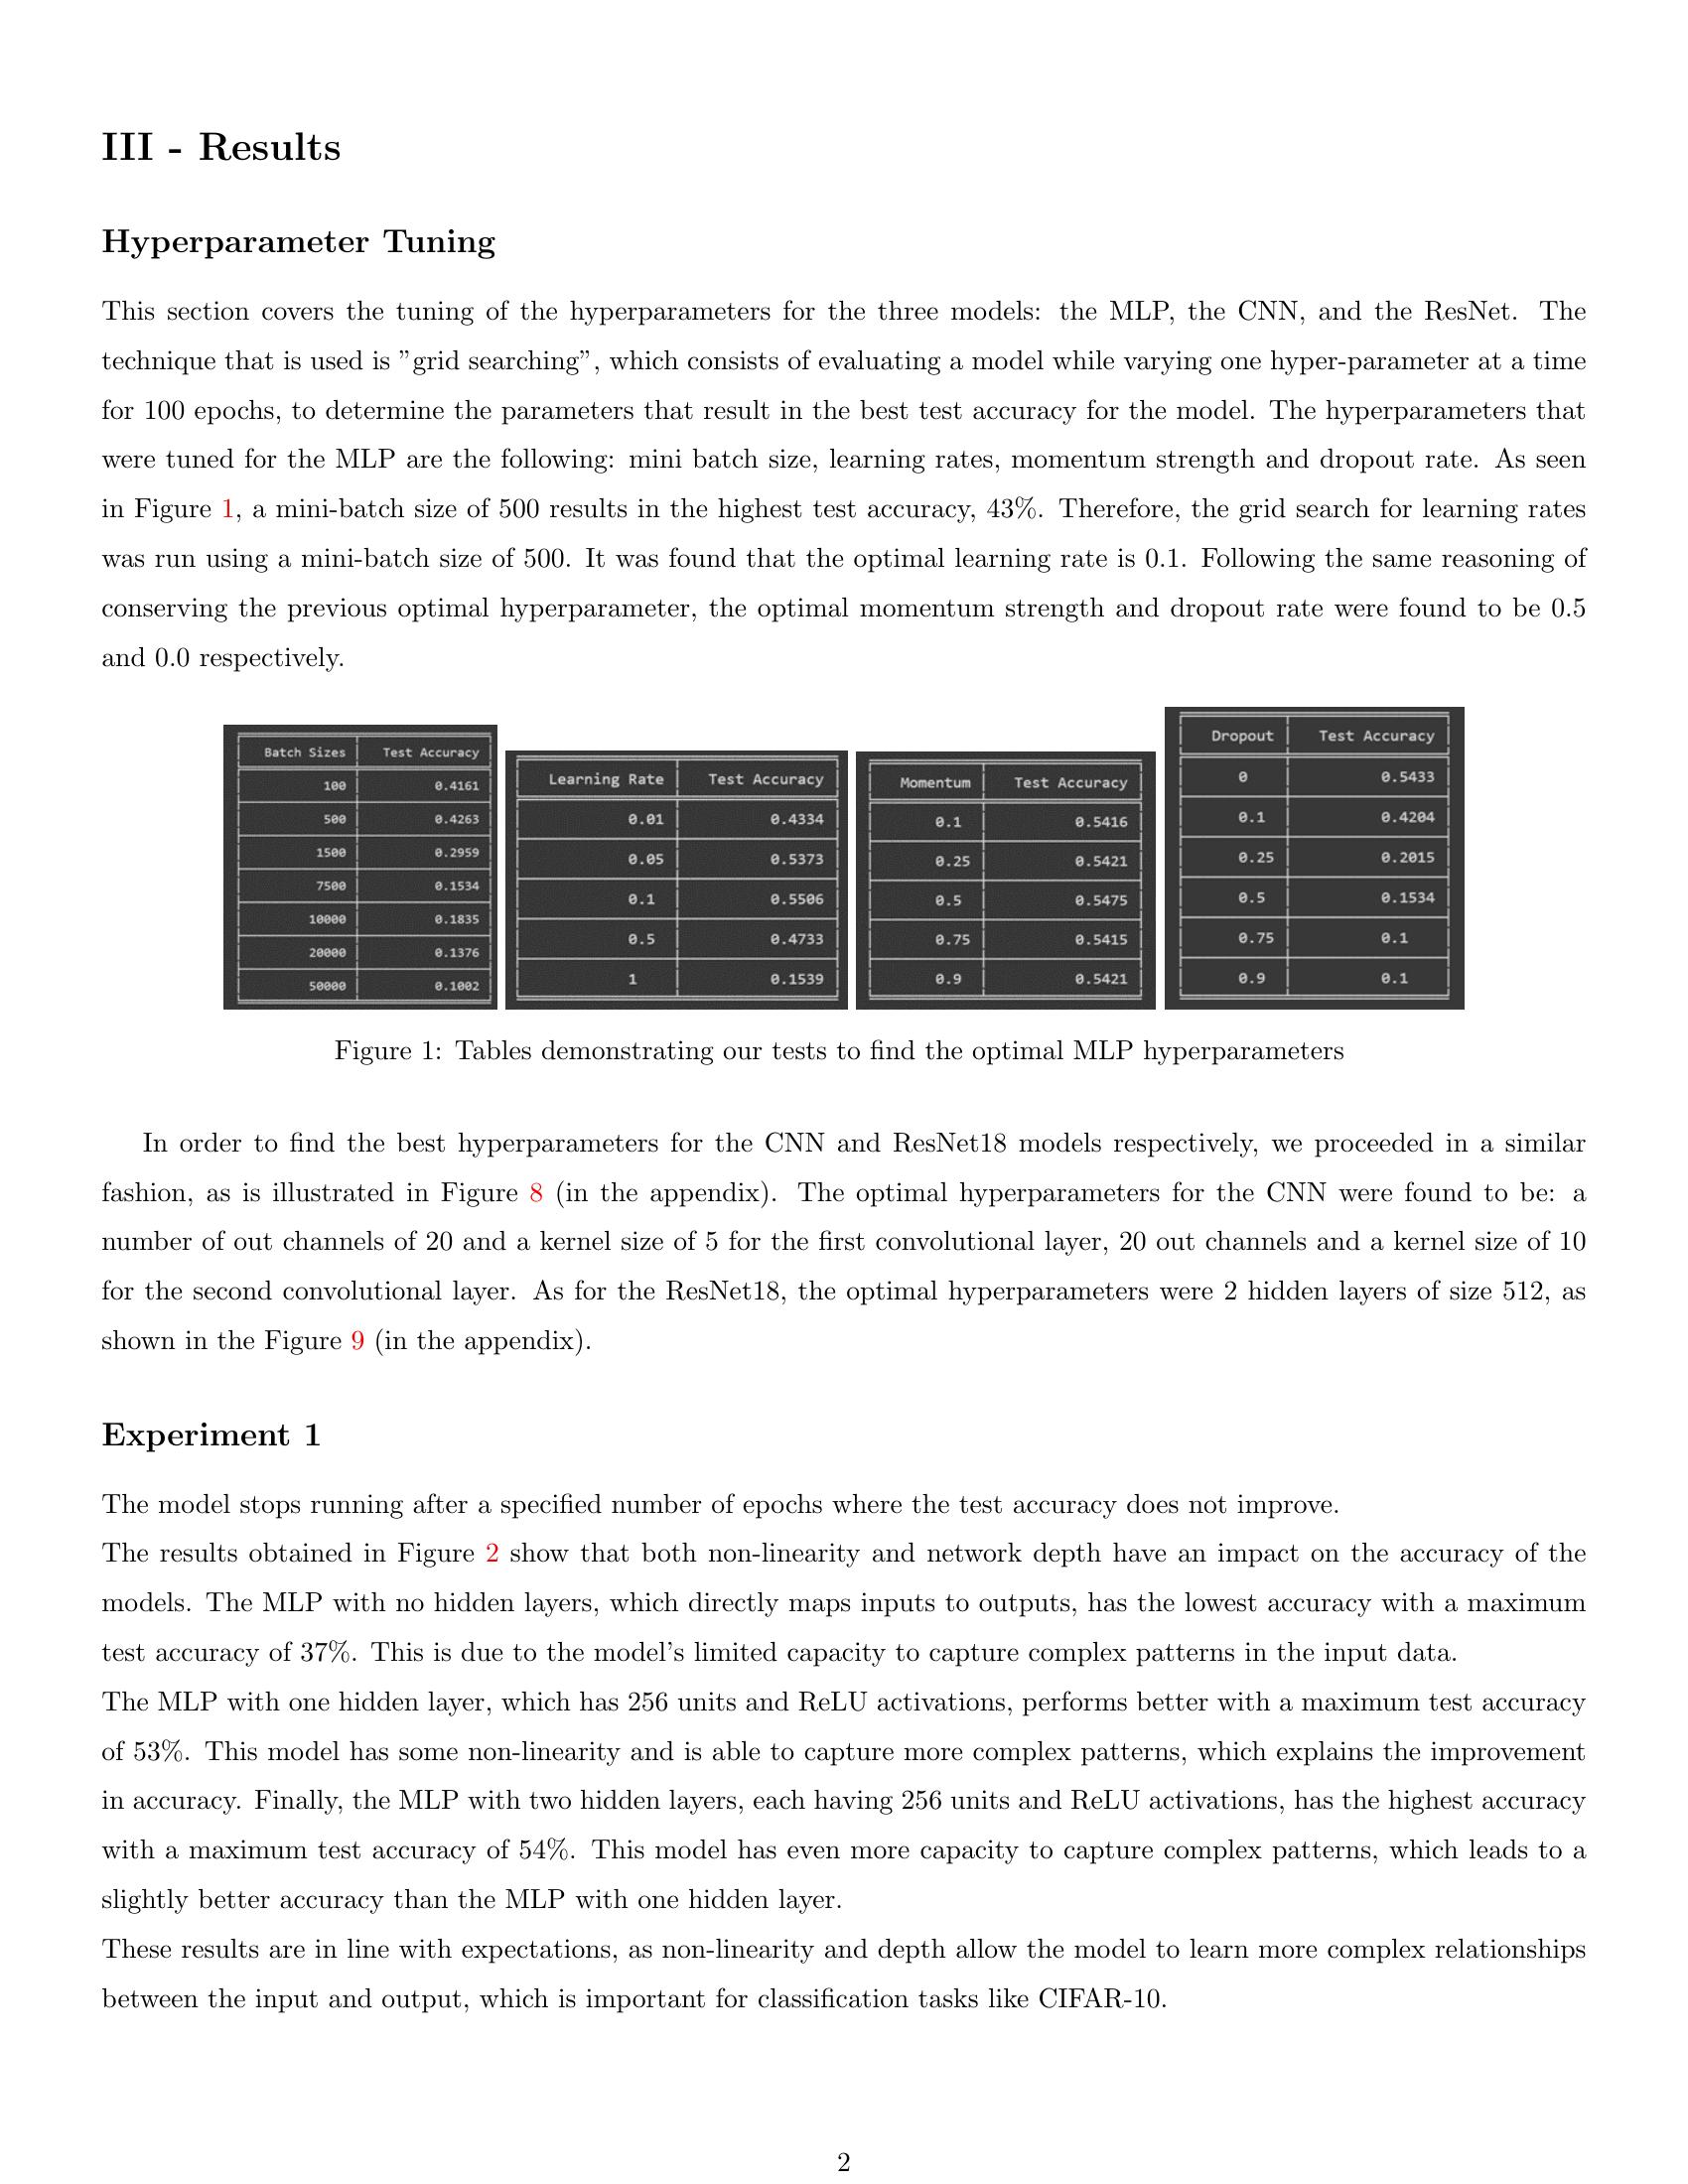 III - Results
Hyperparameter Tuning
This section covers the tuning of the hyperparameters for the three models: the MLP, the CNN, and the ResNet. The
technique that is used is ”grid searching”, which consists of evaluating a model while varying one hyper-parameter at a time
for 100 epochs, to determine the parameters that result in the best test accuracy for the model. The hyperparameters that
were tuned for the MLP are the following: mini batch size, learning rates, momentum strength and dropout rate. As seen
in Figure 1, a mini-batch size of 500 results in the highest test accuracy, 43%. Therefore, the grid search for learning rates
was run using a mini-batch size of 500. It was found that the optimal learning rate is 0.1. Following the same reasoning of
conserving the previous optimal hyperparameter, the optimal momentum strength and dropout rate were found to be 0.5
and 0.0 respectively.
Batch Sizes Test Accuracy
100 0.4161
500 0.4263
1500 0.2959
7500 0.1534
10000 0.1835
20000 0.1376
50000 0.1002
Learning Rate Test Accuracy
0.01 0.4334
0.05 0.5373
0.1 0.5506
0.5 0.4733
1 0.1539
Momentum Test Accuracy
0.1 0.5416
0.25 0.5421
0.5 0.5475
0.75 0.5415
0.9 0.5421
Dropout Test Accuracy
0 0.5433
0.1 0.4204
0.25 0.2015
0.5 0.1534
0.75 0.1
0.9 0.1
Figure 1: Tables demonstrating our tests to find the optimal MLP hyperparameters
In order to find the best hyperparameters for the CNN and ResNet18 models respectively, we proceeded in a similar
fashion, as is illustrated in Figure 8 (in the appendix). The optimal hyperparameters for the CNN were found to be: a
number of out channels of 20 and a kernel size of 5 for the first convolutional layer, 20 out channels and a kernel size of 10
for the second convolutional layer. As for the ResNet18, the optimal hyperparameters were 2 hidden layers of size 512, as
shown in the Figure 9 (in the appendix).
Experiment 1
The model stops running after a specified number of epochs where the test accuracy does not improve.
The results obtained in Figure 2 show that both non-linearity and network depth have an impact on the accuracy of the
models. The MLP with no hidden layers, which directly maps inputs to outputs, has the lowest accuracy with a maximum
test accuracy of 37%. This is due to the model’s limited capacity to capture complex patterns in the input data.
The MLP with one hidden layer, which has 256 units and ReLU activations, performs better with a maximum test accuracy
of 53%. This model has some non-linearity and is able to capture more complex patterns, which explains the improvement
in accuracy. Finally, the MLP with two hidden layers, each having 256 units and ReLU activations, has the highest accuracy
with a maximum test accuracy of 54%. This model has even more capacity to capture complex patterns, which leads to a
slightly better accuracy than the MLP with one hidden layer.
These results are in line with expectations, as non-linearity and depth allow the model to learn more complex relationships
between the input and output, which is important for classification tasks like CIFAR-10.
2